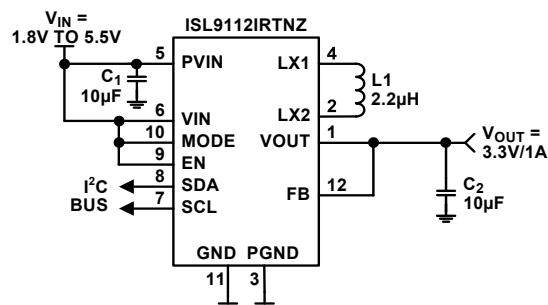 ISL9112IRTNZ
V_IN =
1.8V TO 5.5V
5 PVIN
C1
10µF
6 VIN
10 MODE
9 EN
I²C
BUS
8 SDA
7 SCL
LX1 4
L1
2.2µH
LX2 2
VOUT 1
V_OUT =
3.3V/1A
FB 12
C2
10µF
GND PGND
11 3